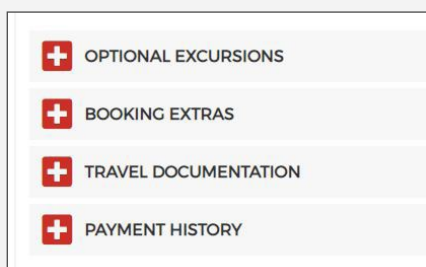 OPTIONAL EXCURSIONS
BOOKING EXTRAS
TRAVEL DOCUMENTATION
PAYMENT HISTORY